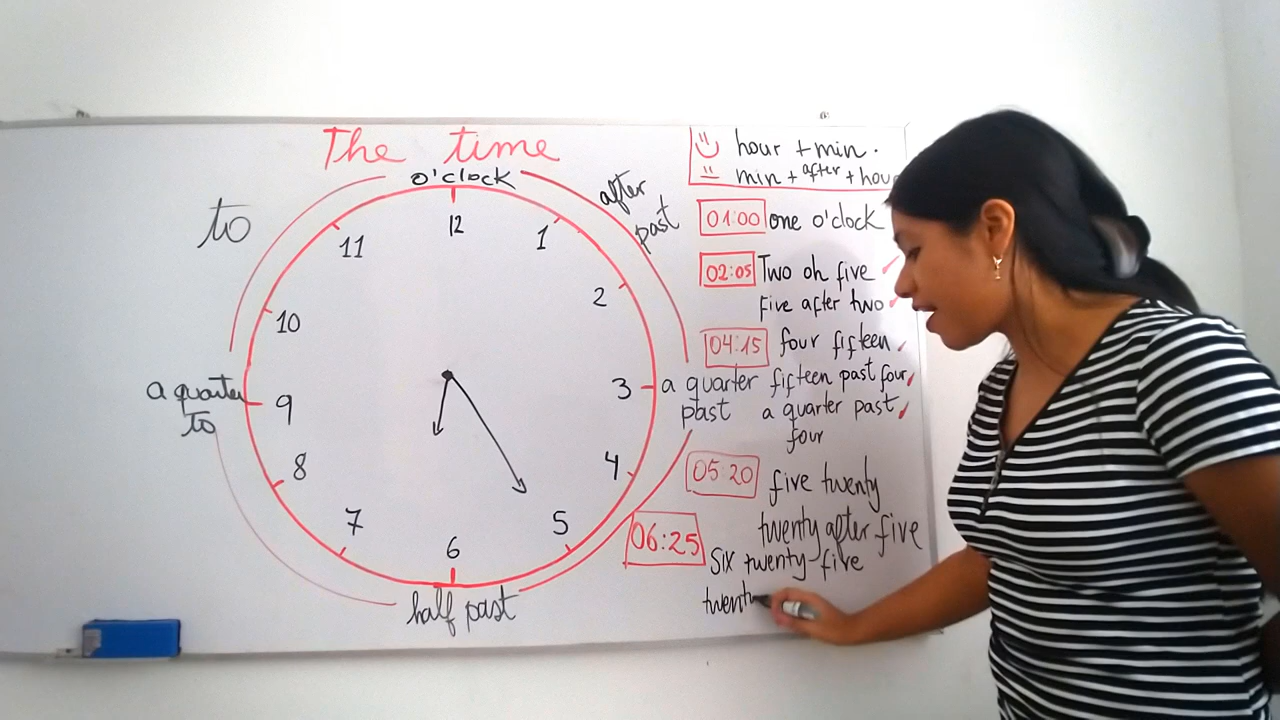 The time
o'clock
12
1
2
3
4
5
6
7
8
9
10
11
after
past
to
a quarter
past
half past
a quarter
to
hour + min.
min + after + hou
01:00 one o'clock
02:05 Two oh five
five after two
04:15 four fifteen
fifteen past four
a quarter past
four
05:20 five twenty
twenty after five
06:25 Six twenty-five
twenty